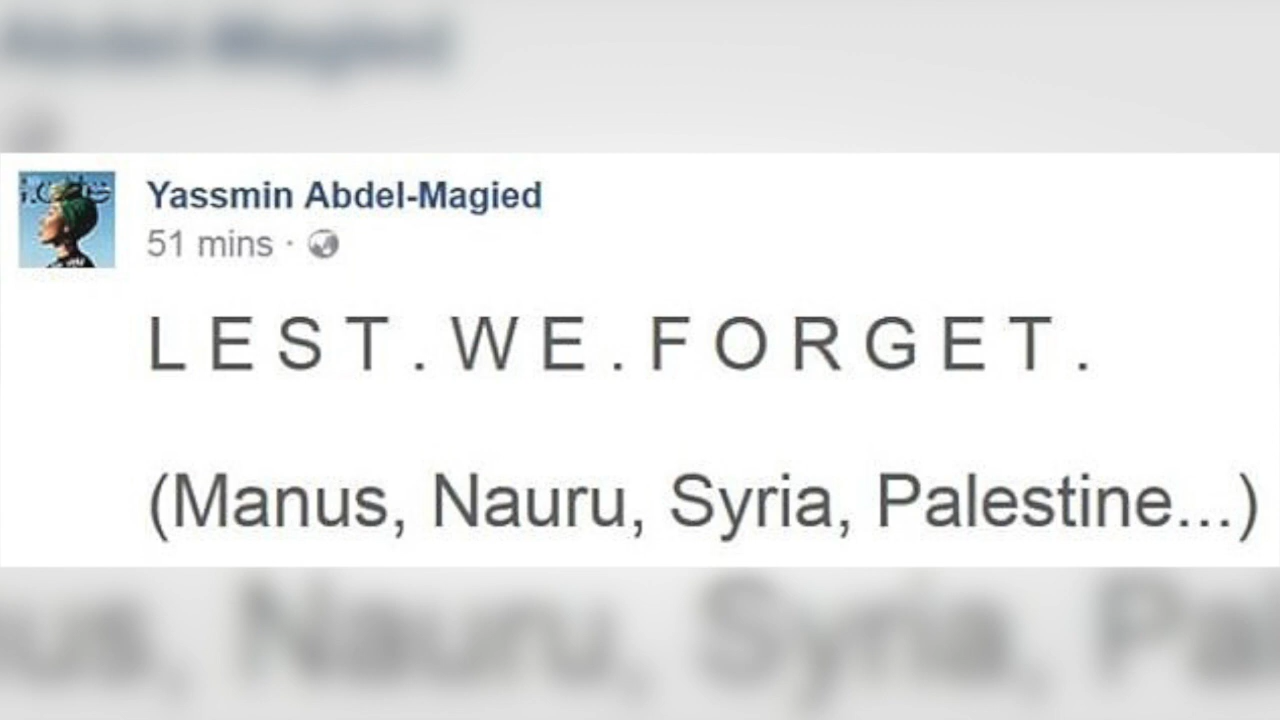 Yassmin Abdel-Magied
51 mins ·
L E S T . W E . F O R G E T .
(Manus, Nauru, Syria, Palestine...)